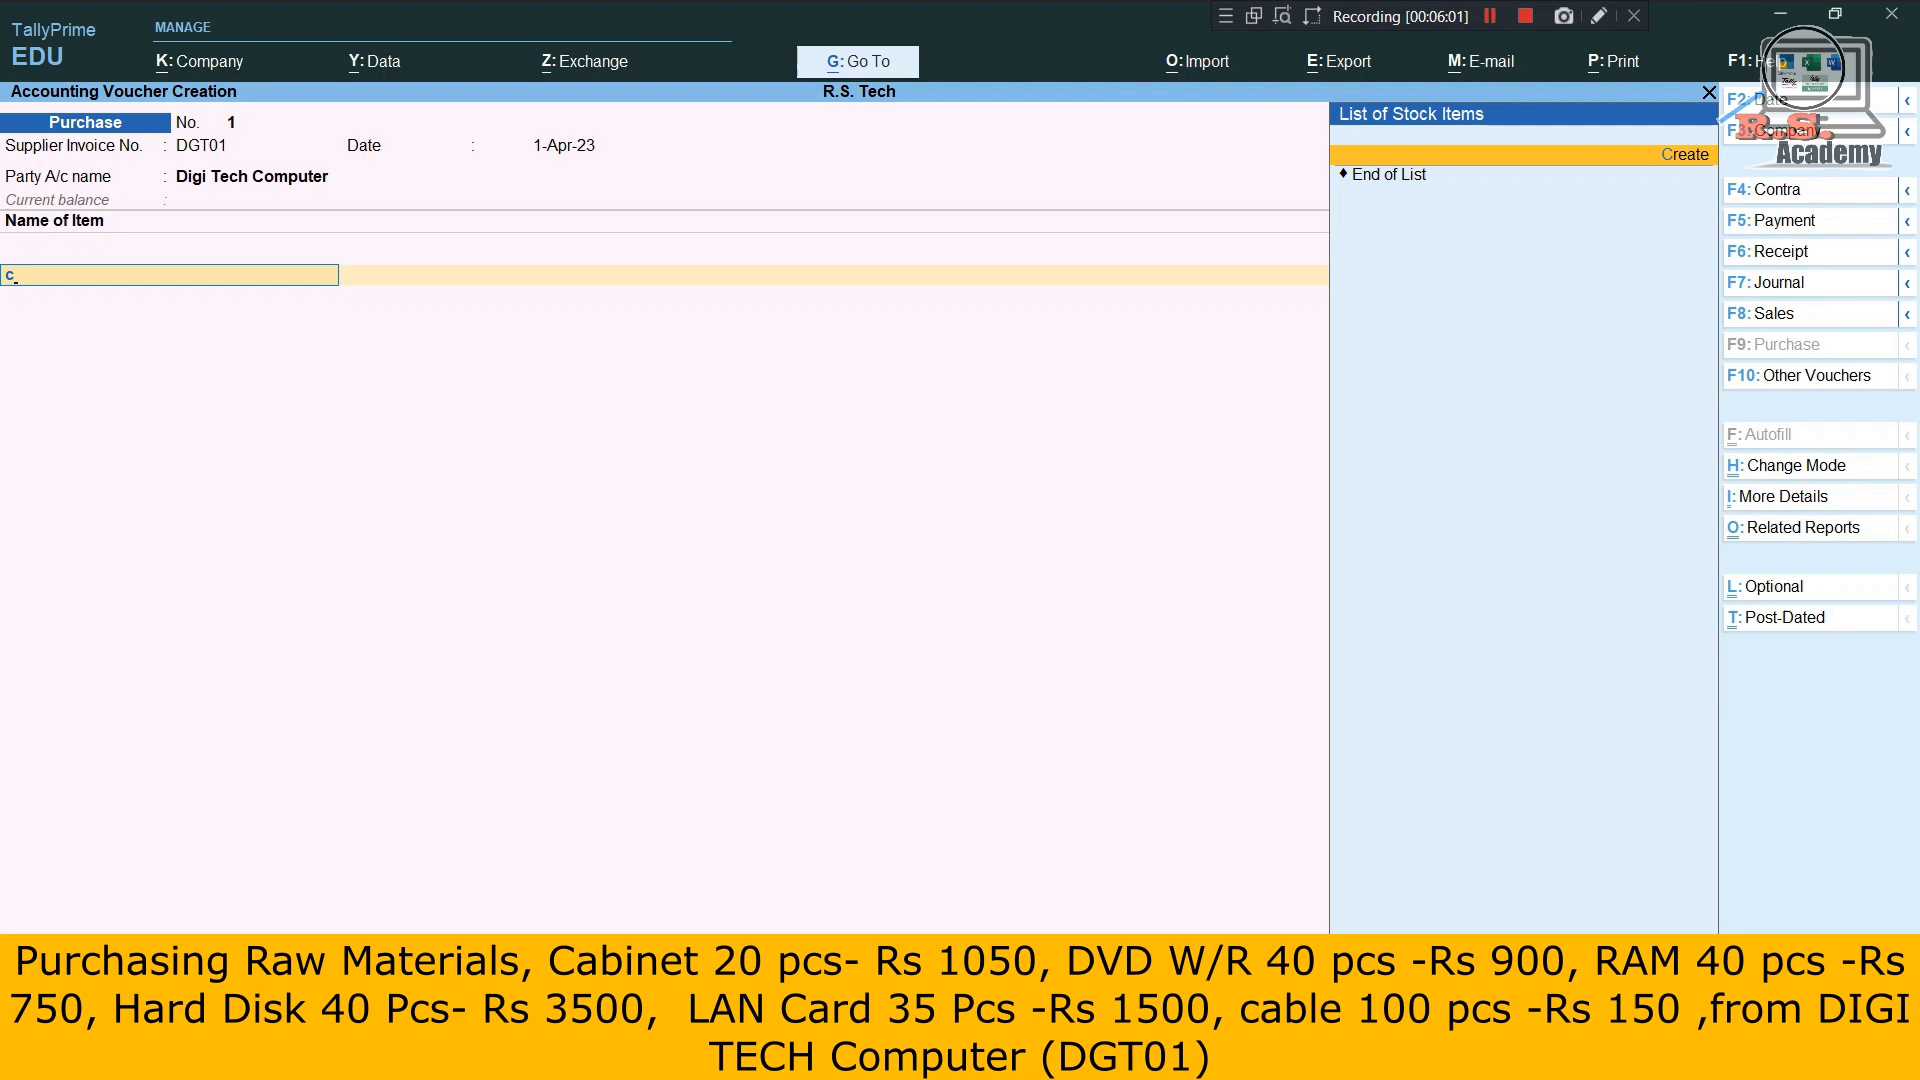 TallyPrime
EDU
MANAGE
K: Company
Y: Data
Z: Exchange
G: Go To
O: Import
E: Export
M: E-mail
P: Print
F1: Help
Recording [00:06:01]
Accounting Voucher Creation
R.S. Tech
Purchase No. 1
Supplier Invoice No. : DGT01 Date : 1-Apr-23
Party A/c name : Digi Tech Computer
Current balance :
Name of Item
c
List of Stock Items
Create
♦ End of List
F2: Date
F3: Company
R.S.
Academy
F4: Contra
F5: Payment
F6: Receipt
F7: Journal
F8: Sales
F9: Purchase
F10: Other Vouchers
F: Autofill
H: Change Mode
I: More Details
O: Related Reports
L: Optional
T: Post-Dated
Purchasing Raw Materials, Cabinet 20 pcs- Rs 1050, DVD W/R 40 pcs -Rs 900, RAM 40 pcs -Rs
750, Hard Disk 40 Pcs- Rs 3500, LAN Card 35 Pcs -Rs 1500, cable 100 pcs -Rs 150 ,from DIGI
TECH Computer (DGT01)